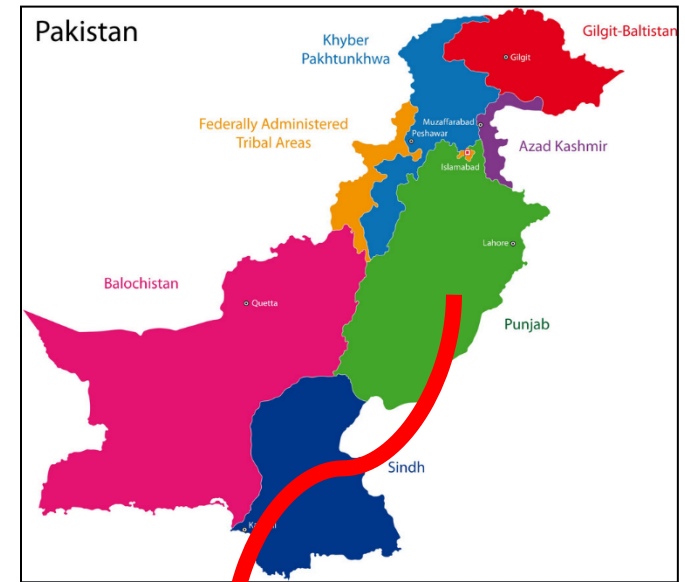 Pakistan
Khyber
Pakhtunkhwa
Gilgit-Baltistan
Gilgit
Federally Administered
Tribal Areas
Muzaffarabad
Peshawar
Azad Kashmir
Islamabad
Lahore
Balochistan
Quetta
Punjab
Sindh